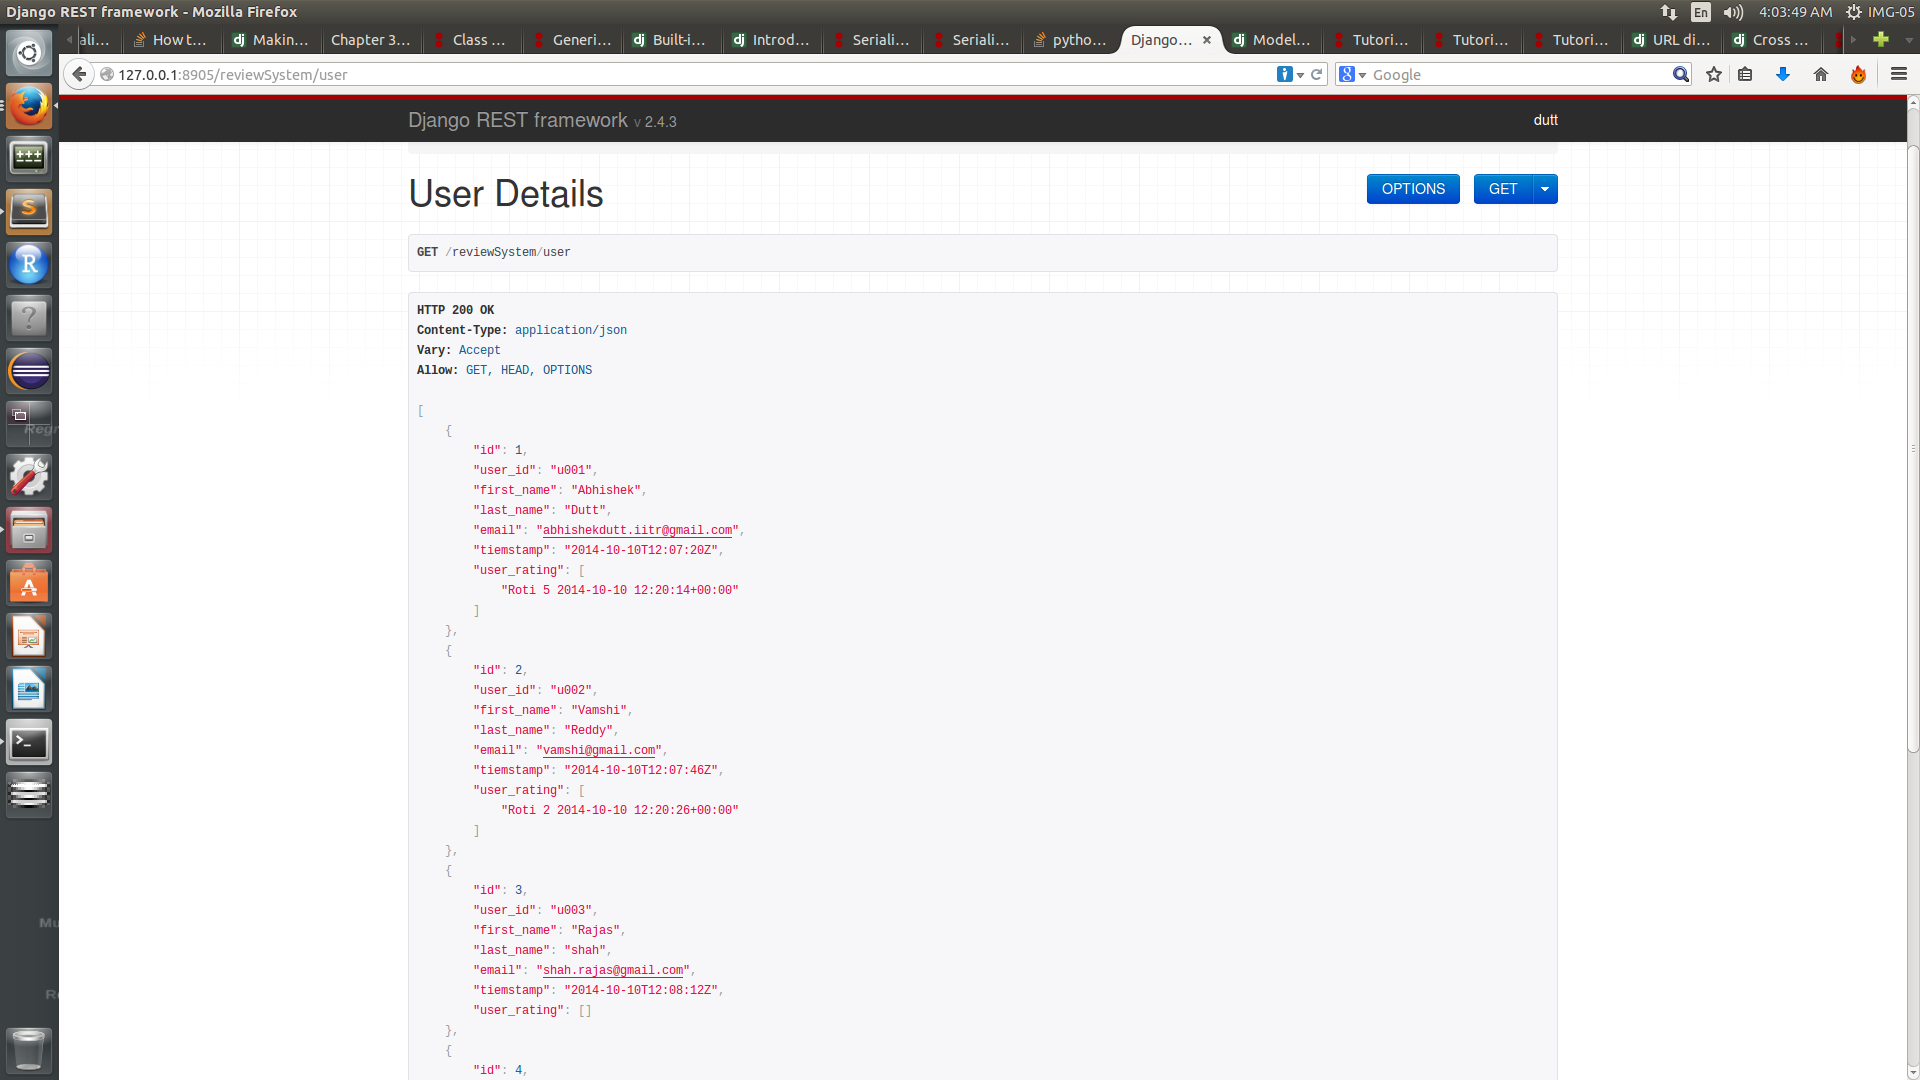 Django REST framework - Mozilla Firefox
En 4:03:49 AM IMG-05
ali... How t... Makin... Chapter 3... Class ... Generi... Built-i... Introd... Seriali... Seriali... pytho... Django... Model... Tutori... Tutori... Tutori... URL di... Cross ...
127.0.0.1:8905/reviewSystem/user
Google
Django REST framework v 2.4.3
dutt
User Details
OPTIONS
GET
GET /reviewSystem/user
HTTP 200 OK
Content-Type: application/json
Vary: Accept
Allow: GET, HEAD, OPTIONS
[
{
"id": 1,
"user_id": "u001",
"first_name": "Abhishek",
"last_name": "Dutt",
"email": "abhishekdutt.iitr@gmail.com",
"tiemstamp": "2014-10-10T12:07:20Z",
"user_rating": [
"Roti 5 2014-10-10 12:20:14+00:00"
]
},
{
"id": 2,
"user_id": "u002",
"first_name": "Vamshi",
"last_name": "Reddy",
"email": "vamshi@gmail.com",
"tiemstamp": "2014-10-10T12:07:46Z",
"user_rating": [
"Roti 2 2014-10-10 12:20:26+00:00"
]
},
{
"id": 3,
"user_id": "u003",
"first_name": "Rajas",
"last_name": "shah",
"email": "shah.rajas@gmail.com",
"tiemstamp": "2014-10-10T12:08:12Z",
"user_rating": []
},
{
"id": 4,